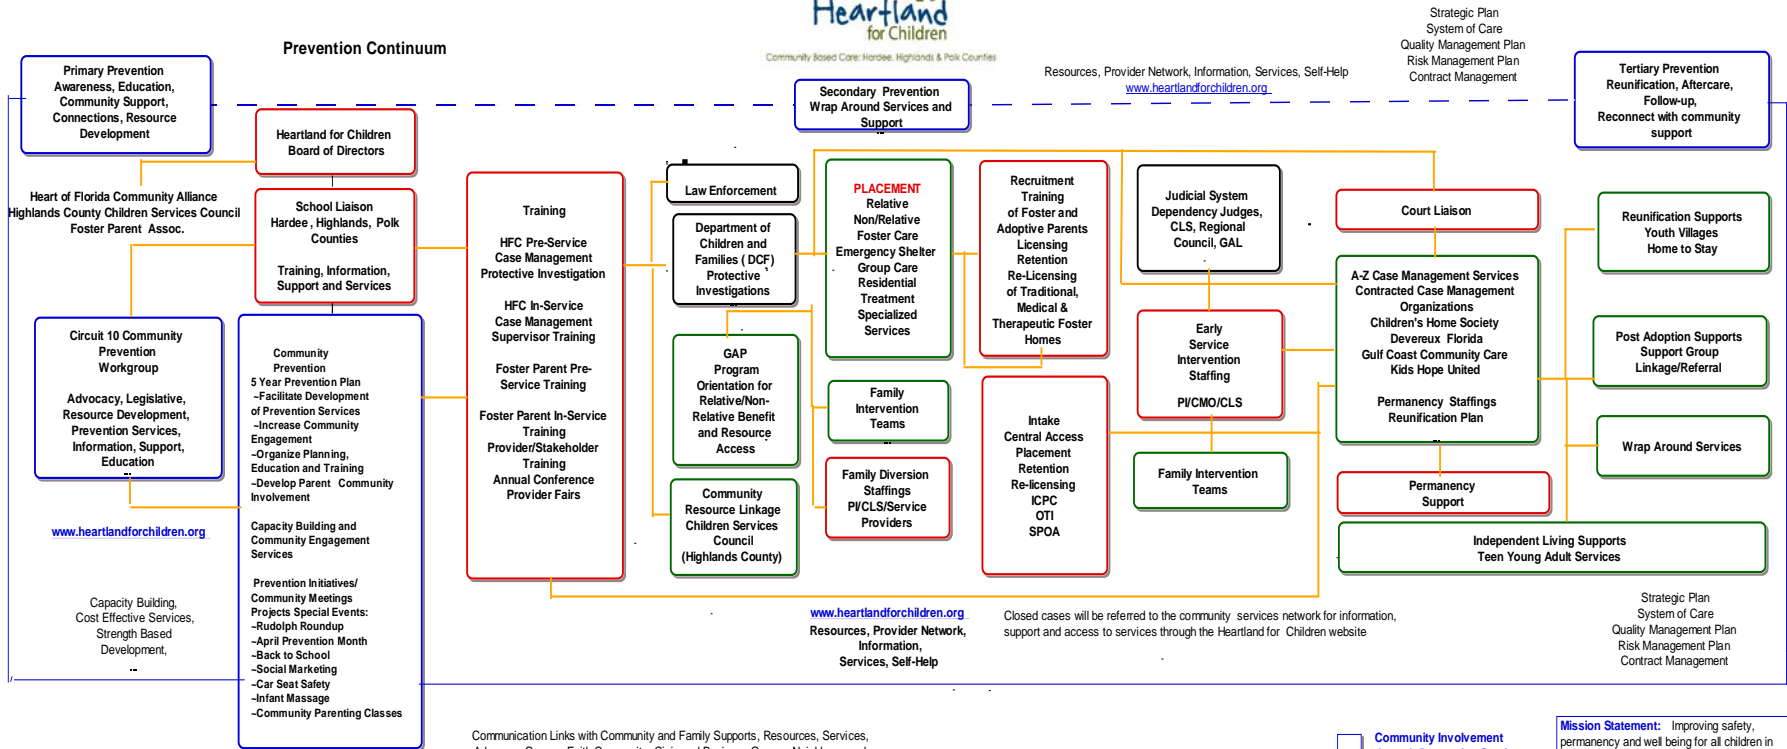 Heartland
for Children
Community Based Care: Hardee, Highlands & Polk Counties
Prevention Continuum
Strategic Plan
System of Care
Quality Management Plan
Risk Management Plan
Contract Management
Resources, Provider Network, Information, Services, Self-Help
www.heartlandforchildren.org
Primary Prevention
Awareness, Education,
Community Support,
Connections, Resource
Development
Secondary Prevention
Wrap Around Services and
Support
Tertiary Prevention
Reunification, Aftercare,
Follow-up,
Reconnect with community
support
Heartland for Children
Board of Directors
Heart of Florida Community Alliance
Highlands County Children Services Council
Foster Parent Assoc.
School Liaison
Hardee , Highlands, Polk
Counties
Training, Information,
Support and Services
Circuit 10 Community
Prevention
Workgroup
Advocacy, Legislative,
Resource Development,
Prevention Services,
Information, Support,
Education
www.heartlandforchildren.org
Capacity Building,
Cost Effective Services,
Strength Based
Development,
Community
Prevention
5 Year Prevention Plan
~Facilitate Development
of Prevention Services
~Increase Community
Engagement
~Organize Planning,
Education and Training
~Develop Parent Community
Involvement
Capacity Building and
Community Engagement
Services
Prevention Initiatives/
Community Meetings
Projects Special Events:
~Rudolph Roundup
~April Prevention Month
~Back to School
~Social Marketing
~Car Seat Safety
~Infant Massage
~Community Parenting Classes
Training
HFC Pre-Service
Case Management
Protective Investigation
HFC In-Service
Case Management
Supervisor Training
Foster Parent Pre-
Service Training
Foster Parent In-Service
Training
Provider/Stakeholder
Training
Annual Conference
Provider Fairs
Law Enforcement
Department of
Children and
Families ( DCF)
Protective
Investigations
GAP
Program
Orientation for
Relative/Non-
Relative Benefit
and Resource
Access
Community
Resource Linkage
Children Services
Council
(Highlands County)
PLACEMENT
Relative
Non/Relative
Foster Care
Emergency Shelter
Group Care
Residential
Treatment
Specialized
Services
Family
Intervention
Teams
Family Diversion
Staffings
PI/CLS/Service
Providers
Recruitment
Training
of Foster and
Adoptive Parents
Licensing
Retention
Re-Licensing
of Traditional,
Medical &
Therapeutic Foster
Homes
Intake
Central Access
Placement
Retention
Re-licensing
ICPC
OTI
SPOA
Judicial System
Dependency Judges,
CLS, Regional
Council, GAL
Early
Service
Intervention
Staffing
PI/CMO/CLS
Family Intervention
Teams
Court Liaison
A-Z Case Management Services
Contracted Case Management
Organizations
Children's Home Society
Devereux Florida
Gulf Coast Community Care
Kids Hope United
Permanency Staffings
Reunification Plan
Permanency
Support
Reunification Supports
Youth Villages
Home to Stay
Post Adoption Supports
Support Group
Linkage/Referral
Wrap Around Services
Independent Living Supports
Teen Young Adult Services
www.heartlandforchildren.org
Resources, Provider Network,
Information,
Services, Self-Help
Closed cases will be referred to the community services network for information,
support and access to services through the Heartland for Children website
Strategic Plan
System of Care
Quality Management Plan
Risk Management Plan
Contract Management
Communication Links with Community and Family Supports, Resources, Services,
Community Involvement
Mission Statement: Improving safety,
permanency and well being for all children in